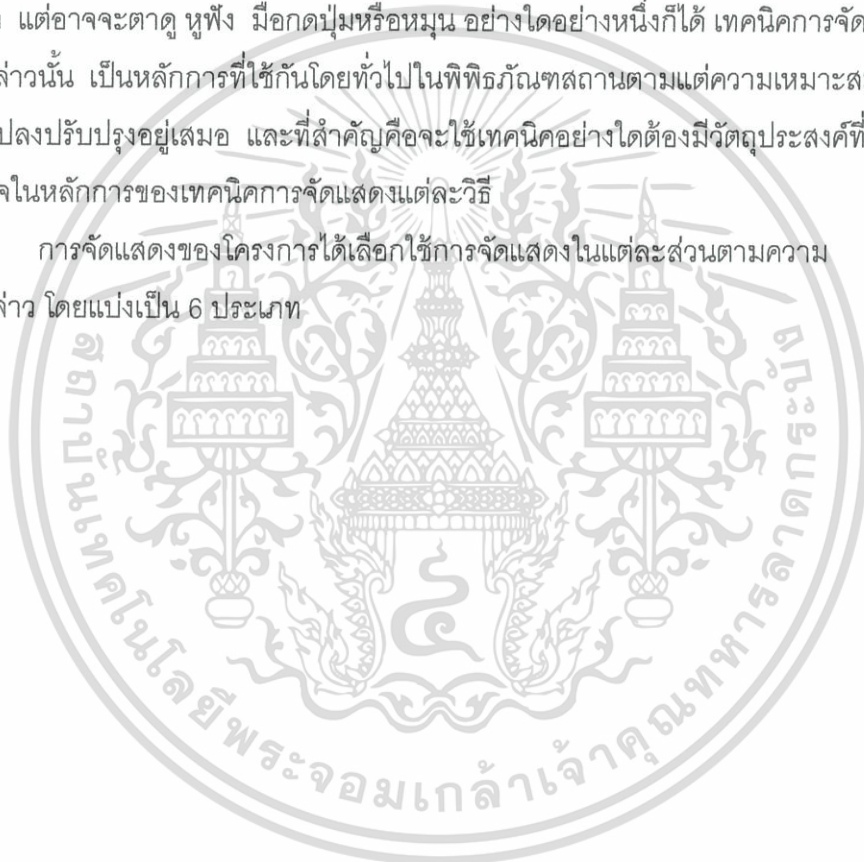 แต่อาจจะตาดู หูฟัง มือกดปุ่มหรือหมุน อย่างใดอย่างหนึ่งก็ได้ เทคนิคการจัด
ล่าวนั้น เป็นหลักการที่ใช้กันโดยทั่วไปในพิพิธภัณฑสถานตามแต่ความเหมาะส
ปลงปรับปรุงอยู่เสมอ และที่สำคัญคือจะใช้เทคนิคอย่างใดต้องมีวัตถุประสงค์ที่
จในหลักการของเทคนิคการจัดแสดงแต่ละวิธี
การจัดแสดงของโครงการได้เลือกใช้การจัดแสดงในแต่ละส่วนตามความ
ล่าว โดยแบ่งเป็น 6 ประเภท
สถาบันเทคโนโลยีพระจอมเกล้าเจ้าคุณทหารลาดกระบัง
๔